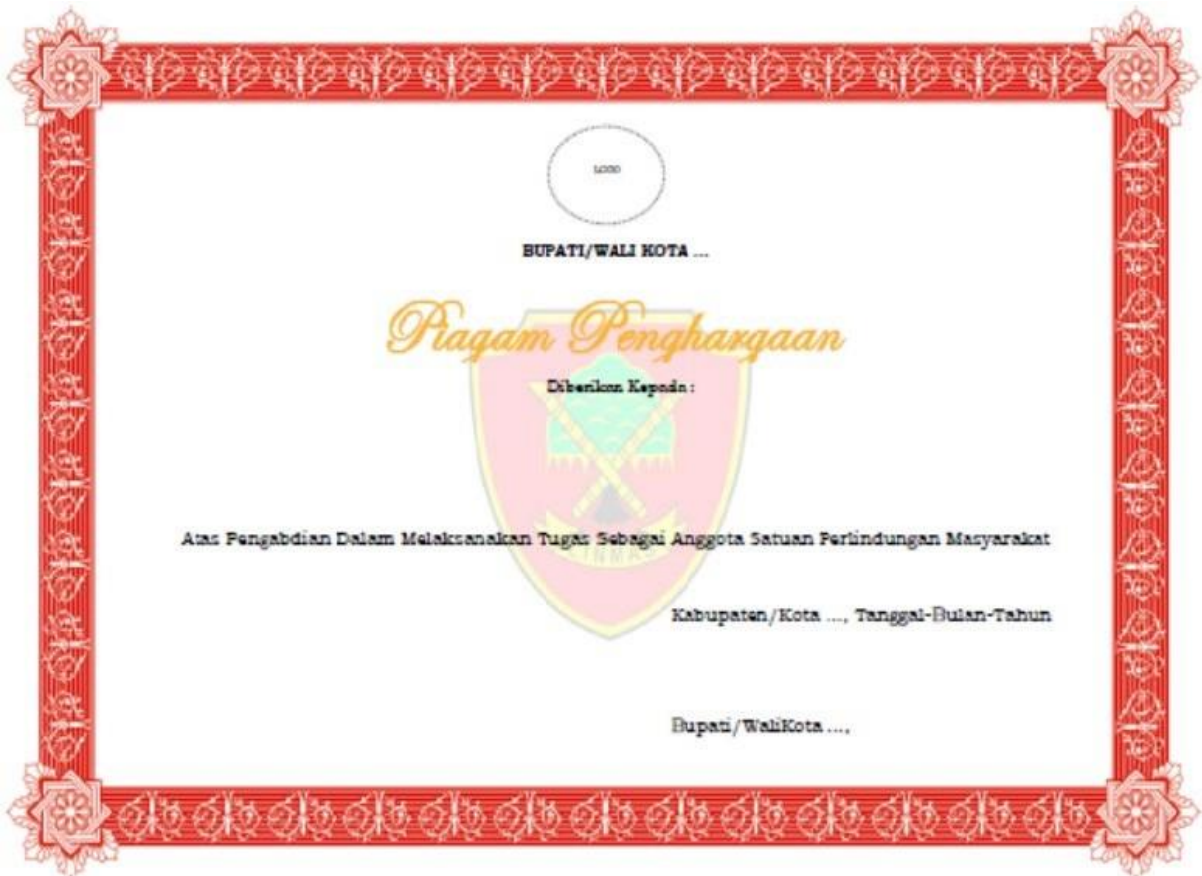 LOGO
BUPATI/WALI KOTA ...
Piagam Penghargaan
Diberikan Kepada :
Atas Pengabdian Dalam Melaksanakan Tugas Sebagai Anggota Satuan Perlindungan Masyarakat
LINMAS
Kabupaten/Kota ..., Tanggal-Bulan-Tahun
Bupati/WaliKota ...,